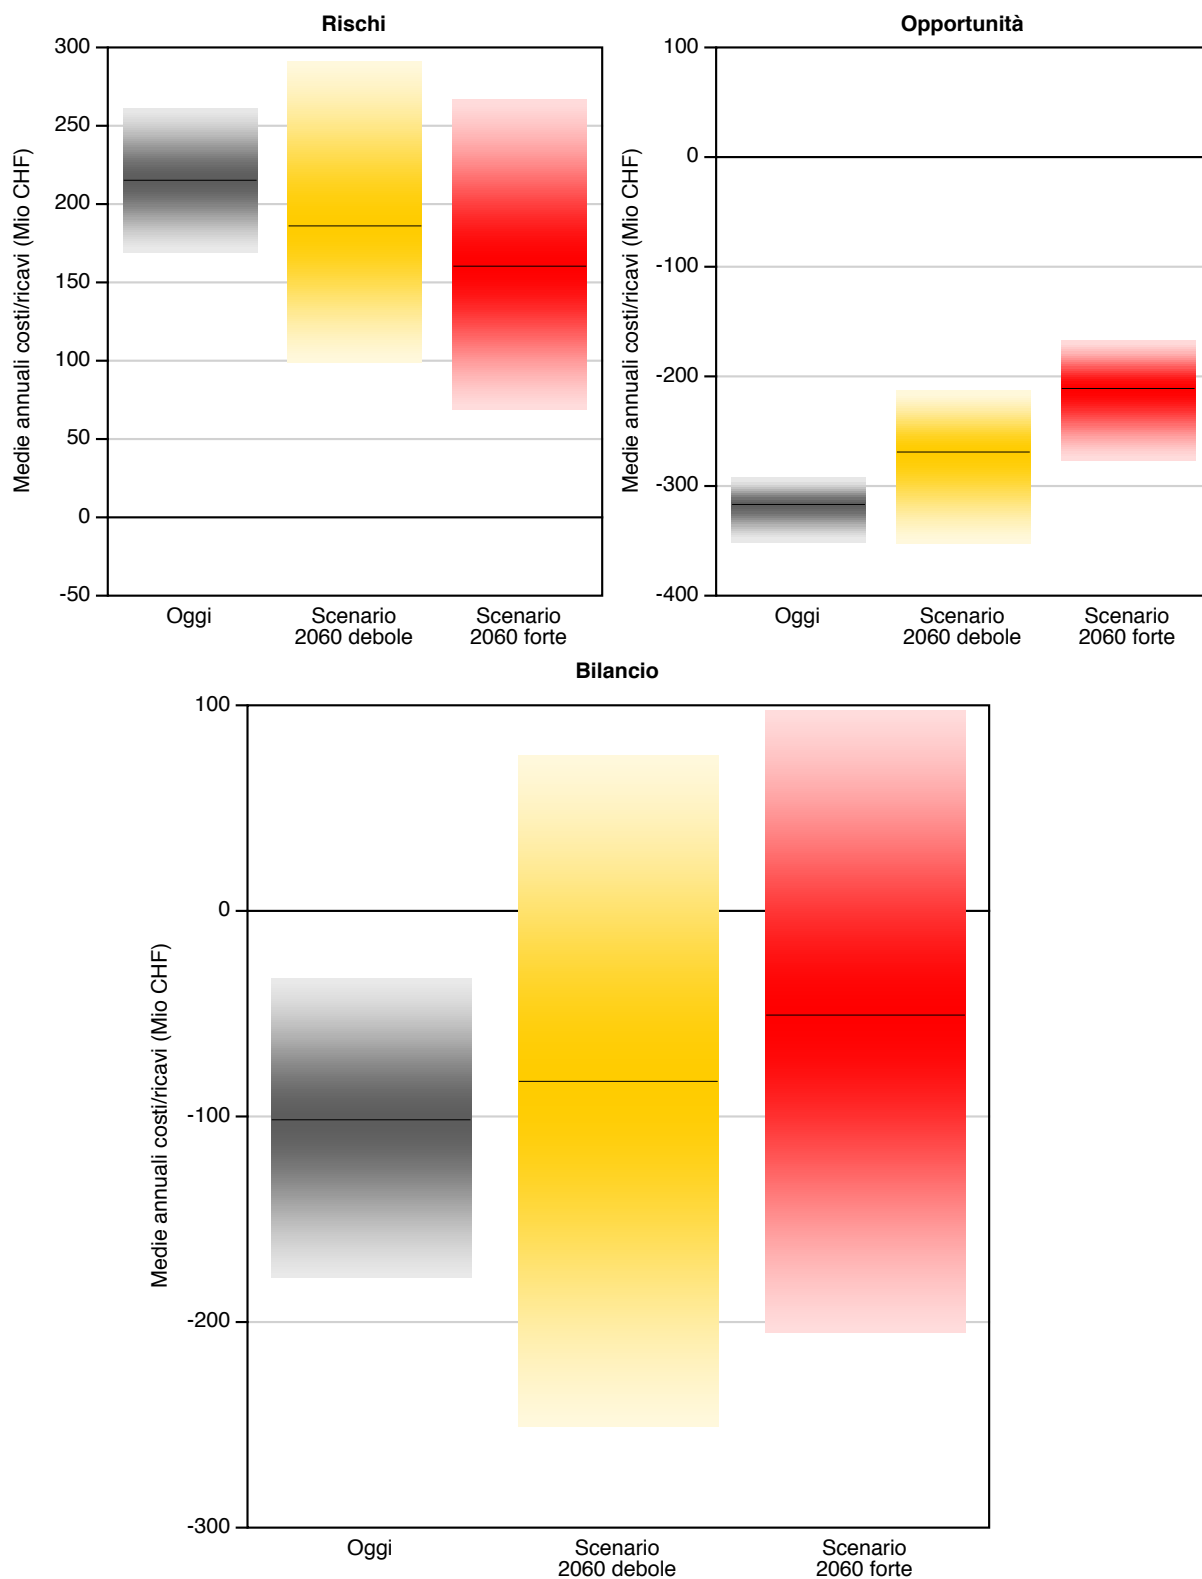 Rischi
Medie annuali costi/ricavi (Mio CHF)
300
250
200
150
100
50
0
-50
Oggi
Scenario
2060 debole
Scenario
2060 forte
Opportunità
Medie annuali costi/ricavi (Mio CHF)
100
0
-100
-200
-300
-400
Oggi
Scenario
2060 debole
Scenario
2060 forte
Bilancio
Medie annuali costi/ricavi (Mio CHF)
100
0
-100
-200
-300
Oggi
Scenario
2060 debole
Scenario
2060 forte